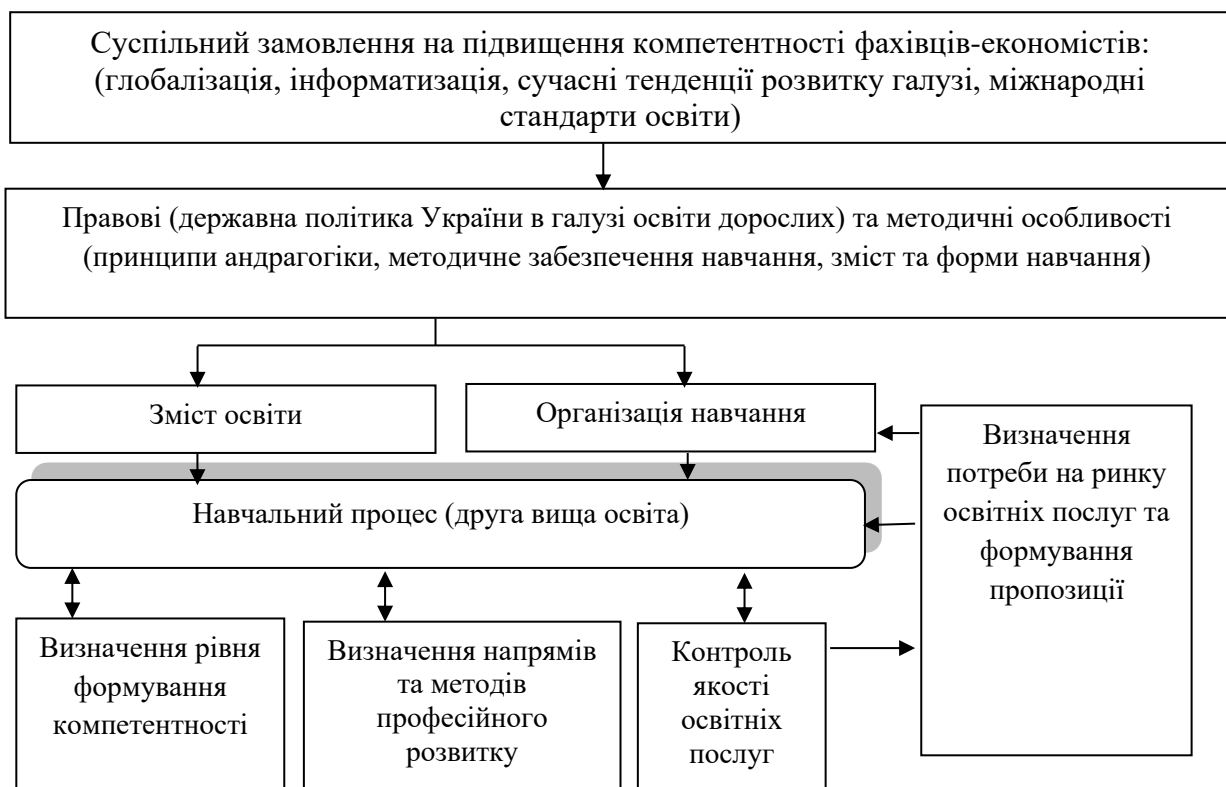 Суспільний замовлення на підвищення компетентності фахівців-економістів:
(глобалізація, інформатизація, сучасні тенденції розвитку галузі, міжнародні
стандарти освіти)
Правові (державна політика України в галузі освіти дорослих) та методичні особливості
(принципи андрагогіки, методичне забезпечення навчання, зміст та форми навчання)
Зміст освіти
Організація навчання
Визначення
потреби на ринку
освітніх послуг та
формування
пропозиції
Навчальний процес (друга вища освіта)
Визначення рівня
формування
компетентності
Визначення напрямів
та методів
професійного
розвитку
Контроль
якості
освітніх
послуг